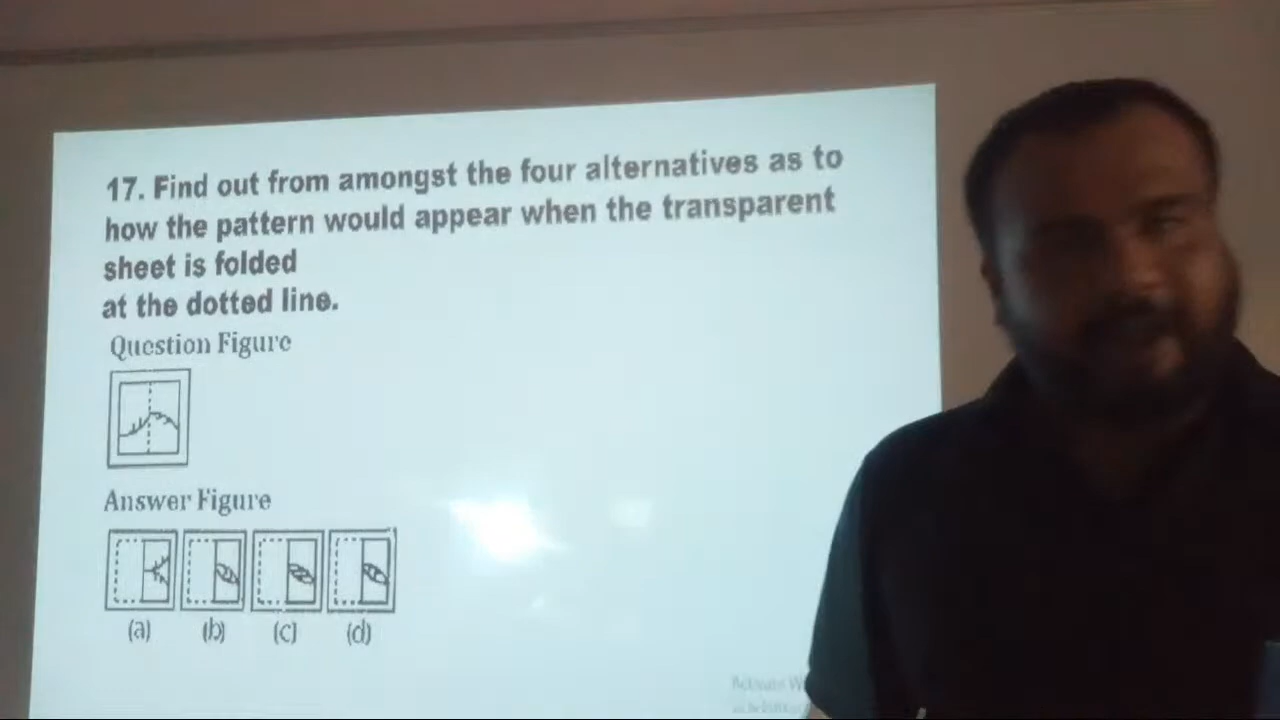 17. Find out from amongst the four alternatives as to
how the pattern would appear when the transparent
sheet is folded
at the dotted line.
Question Figure
Answer Figure
(a) (b) (c) (d)
Activate W